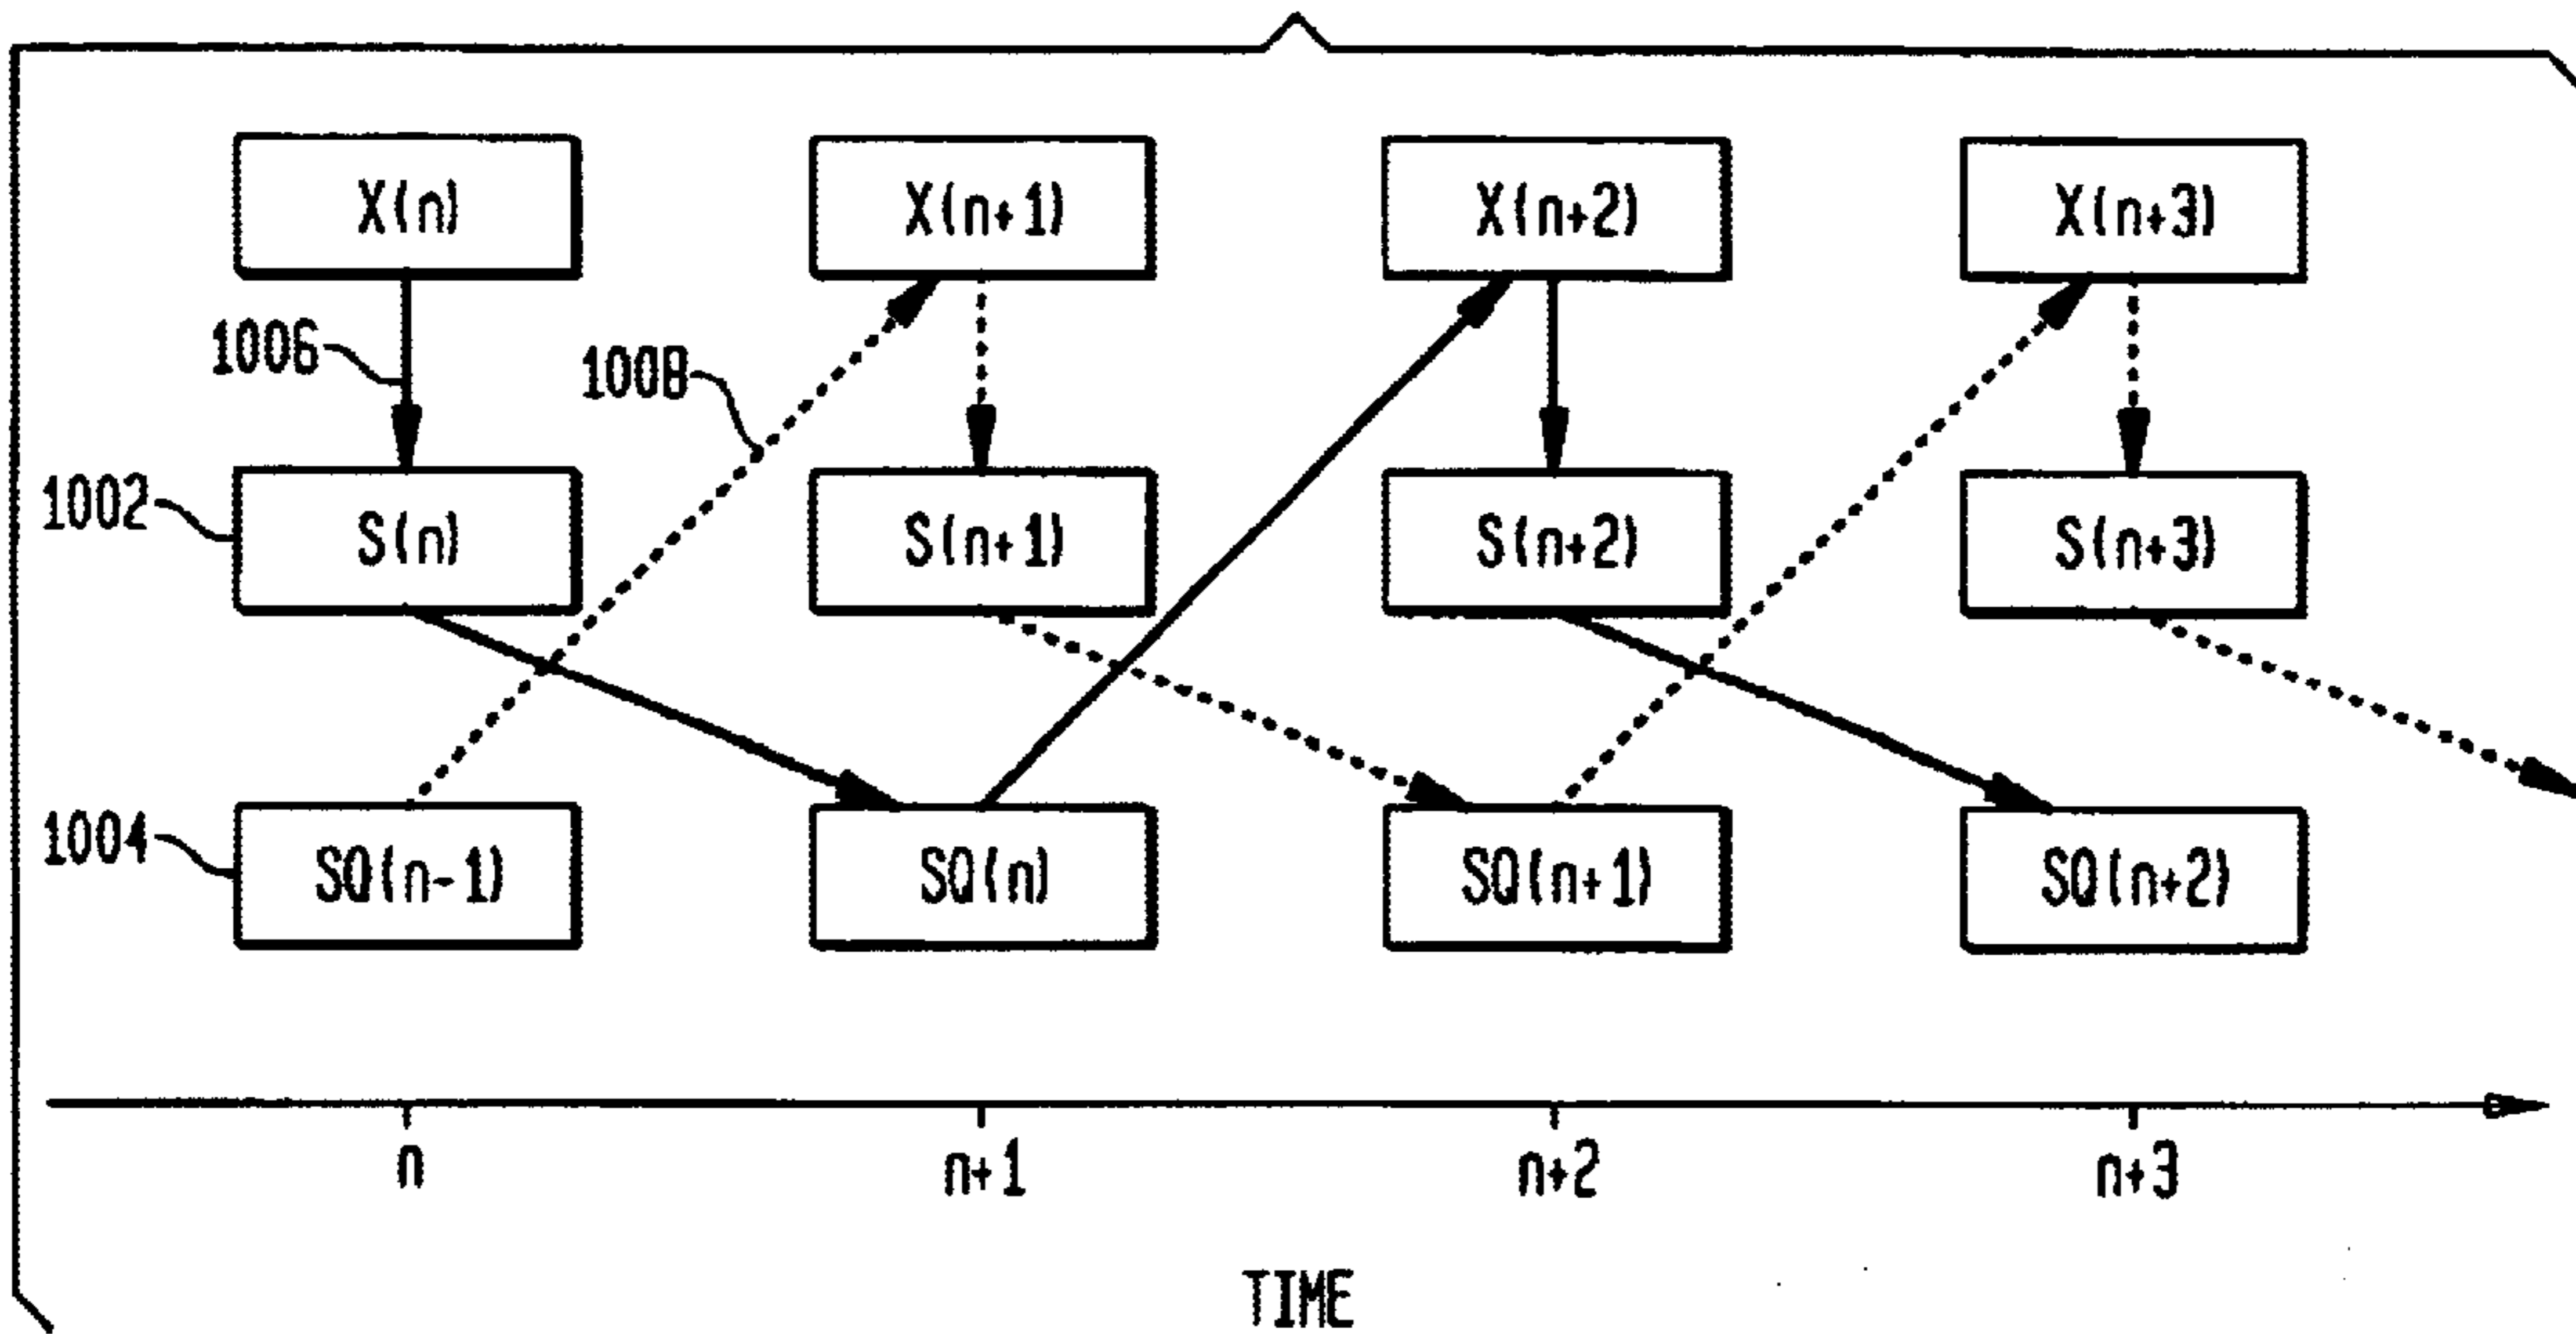 X(n) X(n+1) X(n+2) X(n+3)
1006
1008
1002 S(n) S(n+1) S(n+2) S(n+3)
1004 SQ(n-1) SQ(n) SQ(n+1) SQ(n+2)
n n+1 n+2 n+3
TIME